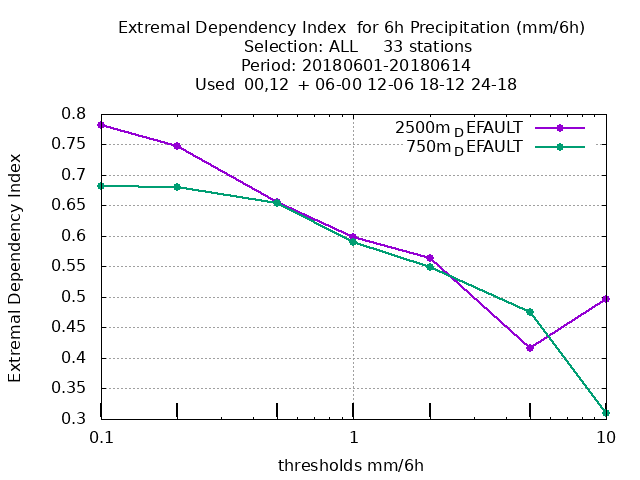 Extremal Dependency Index  for 6h Precipitation (mm/6h)
Selection: ALL     33 stations
Period: 20180601-20180614
Used  00,12  + 06-00 12-06 18-12 24-18
2500m_DEFAULT
750m_DEFAULT
Extremal Dependency Index
0.8
0.75
0.7
0.65
0.6
0.55
0.5
0.45
0.4
0.35
0.3
0.1
1
10
thresholds mm/6h